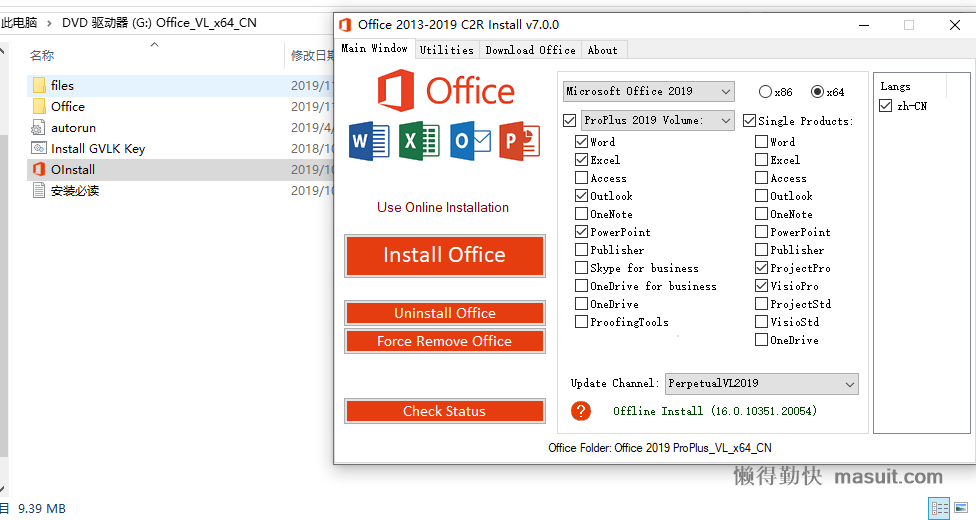 此电脑 › DVD 驱动器 (G:) Office_VL_x64_CN
名称
修改日期
files 2019/1
Office 2019/1
autorun 2019/4/
Install GVLK Key 2018/10
OInstall 2019/10
安装必读 2019/10
9.39 MB
Office 2013-2019 C2R Install v7.0.0
Main Window Utilities Download Office About
Office
Use Online Installation
Install Office
Uninstall Office
Force Remove Office
Check Status
Microsoft Office 2019 x86 x64
ProPlus 2019 Volume:
Word
Excel
Access
Outlook
OneNote
PowerPoint
Publisher
Skype for business
OneDrive for business
OneDrive
ProofingTools
Single Products:
Word
Excel
Access
Outlook
OneNote
PowerPoint
Publisher
ProjectPro
VisioPro
ProjectStd
VisioStd
OneDrive
Langs
zh-CN
Update Channel: PerpetualVL2019
? Offline Install (16.0.10351.20054)
Office Folder: Office 2019 ProPlus_VL_x64_CN
懒得勤快 masuit.com